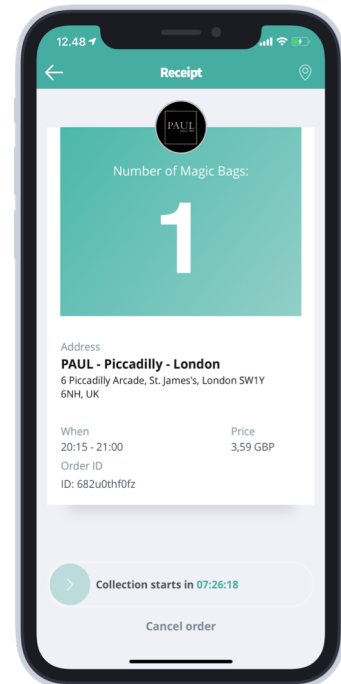 12.48
Receipt
PAUL
Number of Magic Bags:
1
Address
PAUL - Piccadilly - London
6 Piccadilly Arcade, St. James's, London SW1Y
6NH, UK
When
Price
20:15 - 21:00
3,59 GBP
Order ID
ID: 682u0thf0fz
Collection starts in 07:26:18
Cancel order